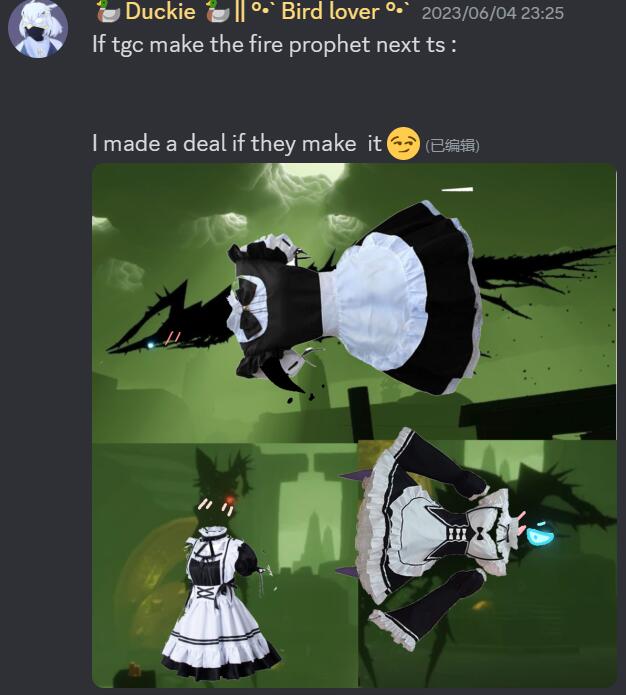 🦆 Duckie 🦆 || °•` Bird lover °•` 2023/06/04 23:25
If tgc make the fire prophet next ts :
I made a deal if they make it 😏 (已编辑)